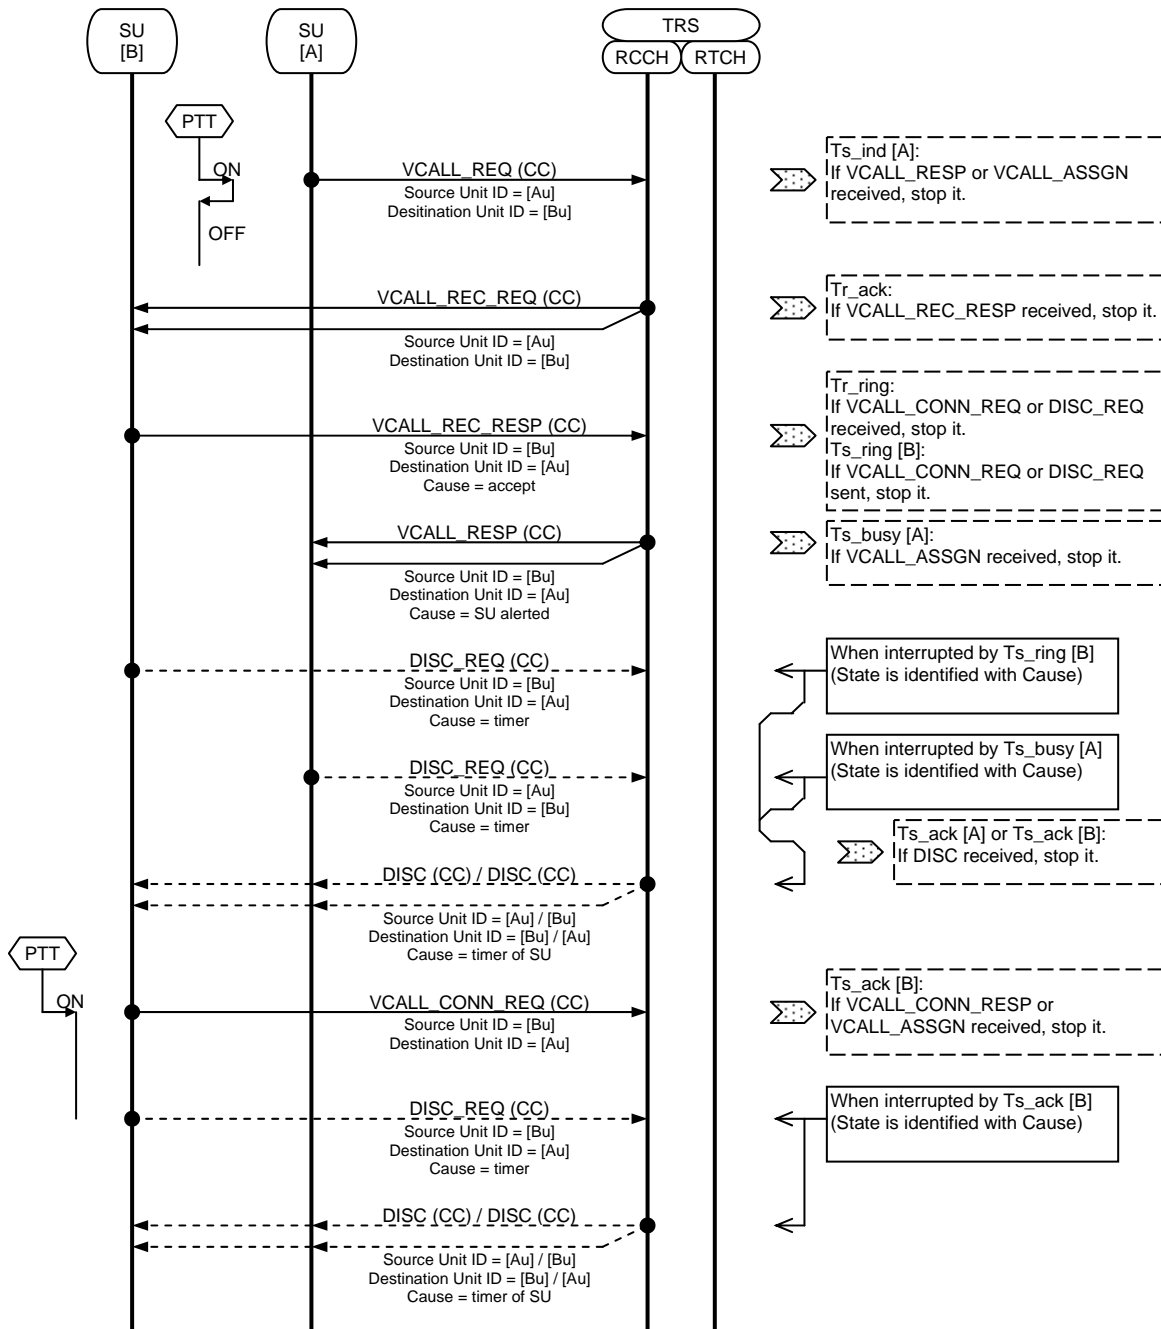 SU
[B]
SU
[A]
TRS
RCCH
RTCH
PTT
ON
OFF
VCALL_REQ (CC)
Source Unit ID = [Au]
Desitination Unit ID = [Bu]
Ts_ind [A]:
If VCALL_RESP or VCALL_ASSGN
received, stop it.
VCALL_REC_REQ (CC)
Source Unit ID = [Au]
Destination Unit ID = [Bu]
Tr_ack:
If VCALL_REC_RESP received, stop it.
VCALL_REC_RESP (CC)
Source Unit ID = [Bu]
Destination Unit ID = [Au]
Cause = accept
Tr_ring:
If VCALL_CONN_REQ or DISC_REQ
received, stop it.
Ts_ring [B]:
If VCALL_CONN_REQ or DISC_REQ
sent, stop it.
VCALL_RESP (CC)
Source Unit ID = [Bu]
Destination Unit ID = [Au]
Cause = SU alerted
Ts_busy [A]:
If VCALL_ASSGN received, stop it.
DISC_REQ (CC)
Source Unit ID = [Bu]
Destination Unit ID = [Au]
Cause = timer
When interrupted by Ts_ring [B]
(State is identified with Cause)
DISC_REQ (CC)
Source Unit ID = [Au]
Destination Unit ID = [Bu]
Cause = timer
When interrupted by Ts_busy [A]
(State is identified with Cause)
Ts_ack [A] or Ts_ack [B]:
If DISC received, stop it.
DISC (CC) / DISC (CC)
Source Unit ID = [Au] / [Bu]
Destination Unit ID = [Bu] / [Au]
Cause = timer of SU
PTT
ON
VCALL_CONN_REQ (CC)
Source Unit ID = [Bu]
Destination Unit ID = [Au]
Ts_ack [B]:
If VCALL_CONN_RESP or
VCALL_ASSGN received, stop it.
DISC_REQ (CC)
Source Unit ID = [Bu]
Destination Unit ID = [Au]
Cause = timer
When interrupted by Ts_ack [B]
(State is identified with Cause)
DISC (CC) / DISC (CC)
Source Unit ID = [Au] / [Bu]
Destination Unit ID = [Bu] / [Au]
Cause = timer of SU